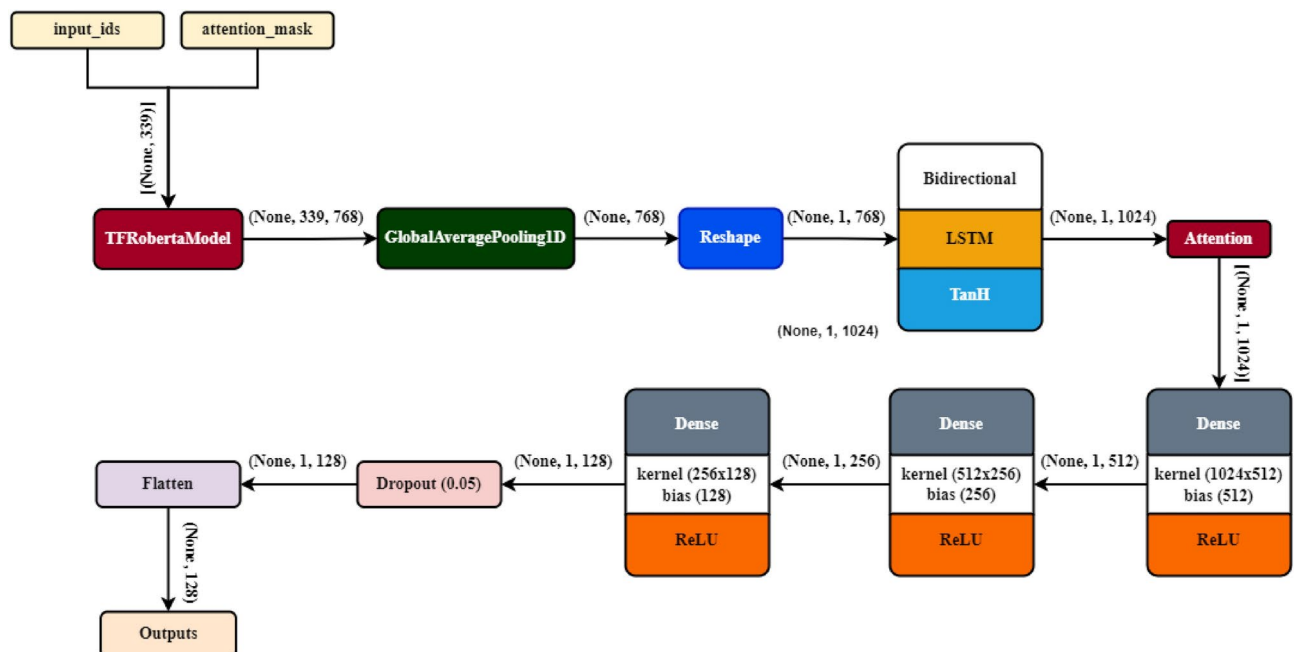 input_ids
attention_mask
[(None, 339)]
TFRobertaModel
(None, 339, 768)
GlobalAveragePooling1D
(None, 768)
Reshape
(None, 1, 768)
Bidirectional
LSTM
TanH
(None, 1, 1024)
(None, 1, 1024)
Attention
[(None, 1, 1024)]
Dense
kernel (1024x512)
bias (512)
ReLU
(None, 1, 512)
Dense
kernel (512x256)
bias (256)
ReLU
(None, 1, 256)
Dense
kernel (256x128)
bias (128)
ReLU
(None, 1, 128)
Dropout (0.05)
(None, 1, 128)
Flatten
(None, 128)
Outputs